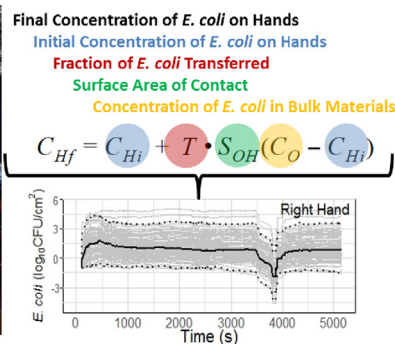 Final Concentration of E. coli on Hands
Initial Concentration of E. coli on Hands
Fraction of E. coli Transferred
Surface Area of Contact
Concentration of E. coli in Bulk Materials
C_Hf = C_Hi + T • S_OH(C_O − C_Hi)
Right Hand
E. coli (log₁₀CFU/cm²)
6
3
0
-3
0 1000 2000 3000 4000 5000
Time (s)